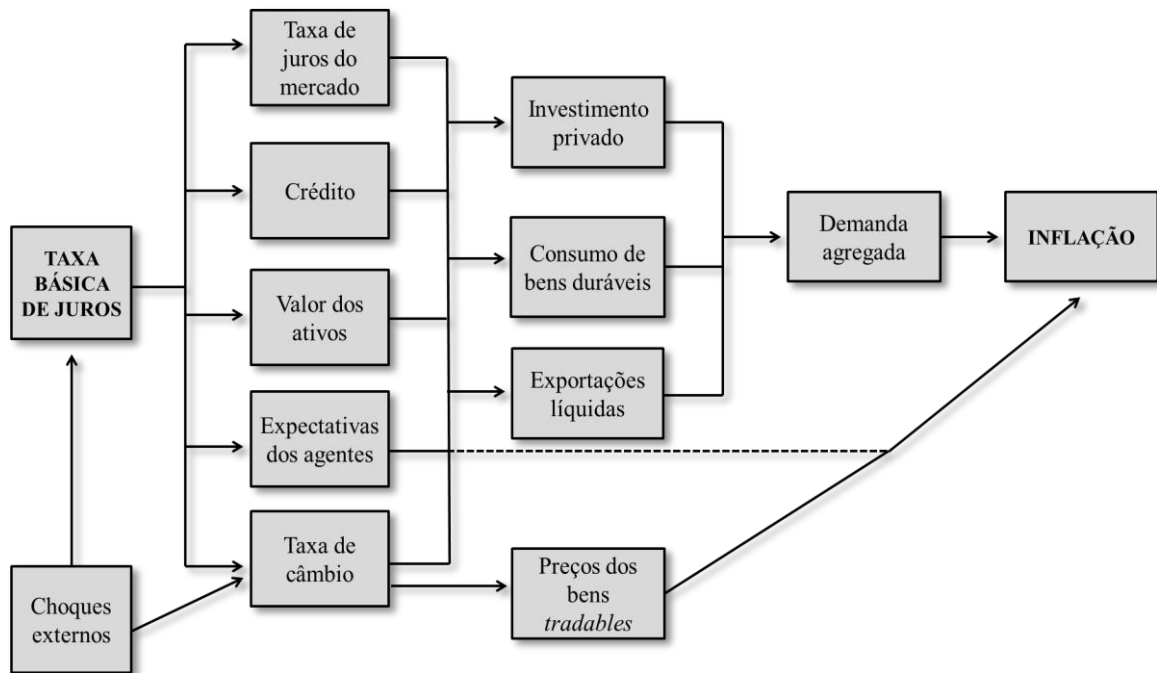 Taxa de
juros do
mercado
Crédito
Valor dos
ativos
Expectativas
dos agentes
Taxa de
câmbio
TAXA
BÁSICA
DE JUROS
Choques
externos
Investimento
privado
Consumo de
bens duráveis
Exportações
líquidas
Preços dos
bens
tradables
Demanda
agregada
INFLAÇÃO